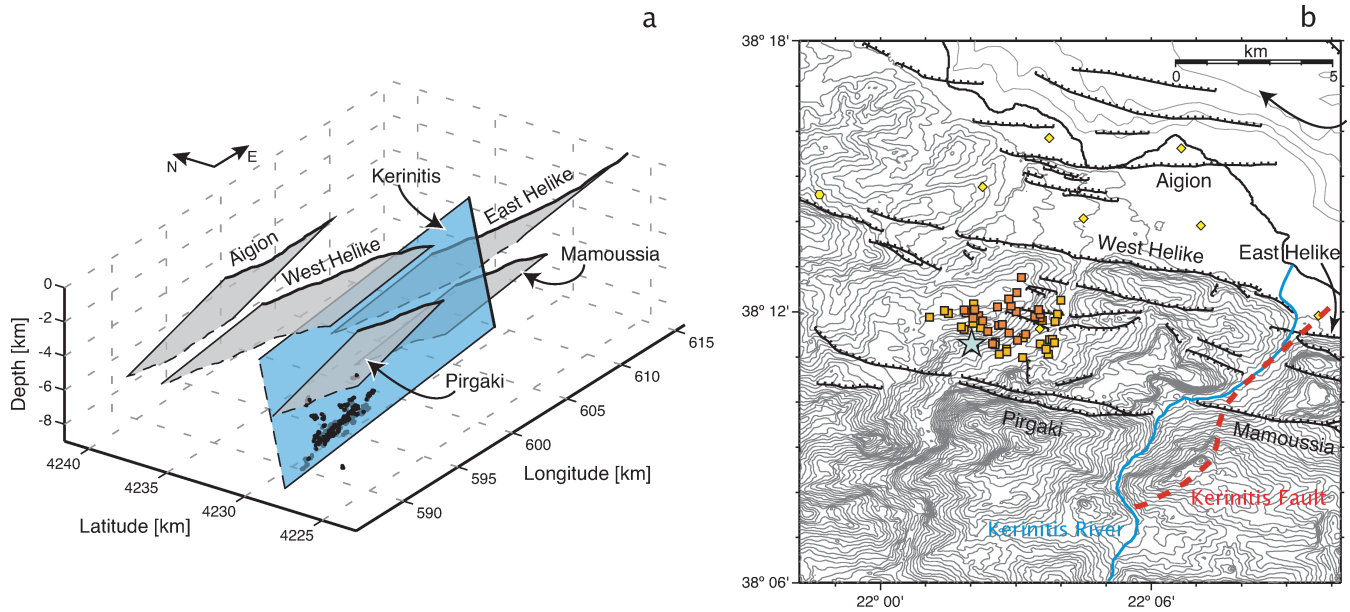 a
N
E
Kerinitis
East Helike
Aigion
West Helike
Mamoussia
Pirgaki
0
-2
-4
-6
-8
Depth [km]
4240
4235
4230
4225
Latitude [km]
590
595
600
605
610
615
Longitude [km]
b
38° 18'
38° 12'
38° 06'
22° 00'
22° 06'
km
0
5
Aigion
West Helike
East Helike
Pirgaki
Mamoussia
Kerinitis Fault
Kerinitis River